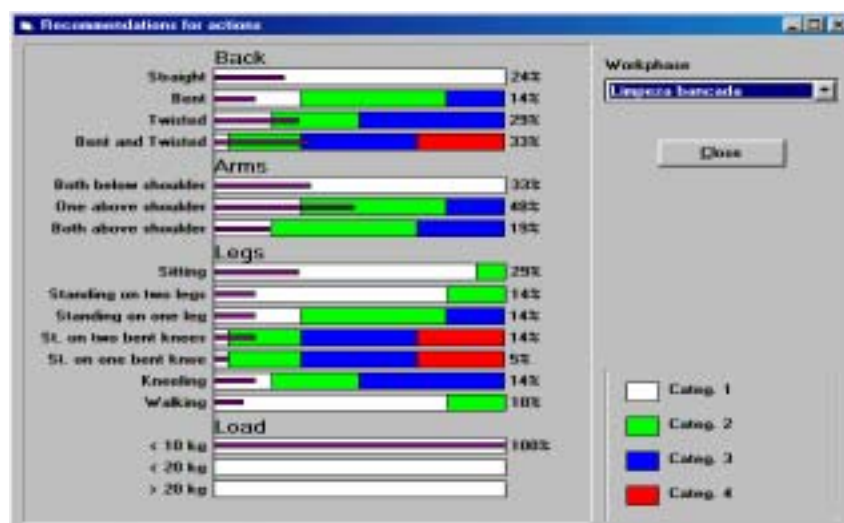 Recommendations for actions
Back
Straight 24%
Bent 14%
Twisted 29%
Bent and Twisted 33%
Arms
Both below shoulder 33%
One above shoulder 48%
Both above shoulder 19%
Legs
Sitting 29%
Standing on two legs 14%
Standing on one leg 14%
St. on two bent knees 14%
St. on one bent knee 5%
Kneeling 14%
Walking 10%
Load
< 10 kg 100%
< 20 kg
> 20 kg
Workphase
Limpeza bancada
Close
Categ. 1
Categ. 2
Categ. 3
Categ. 4